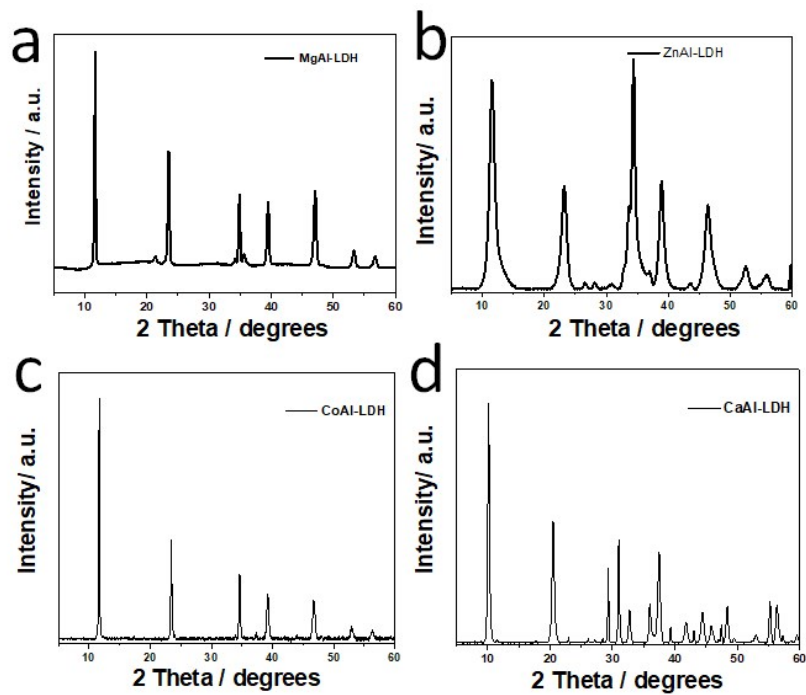 a
MgAl-LDH
Intensity / a.u.
10 20 30 40 50 60
2 Theta / degrees
b
ZnAl-LDH
Intensity/ a.u.
10 20 30 40 50 60
2 Theta / degrees
c
CoAl-LDH
Intensity/ a.u.
10 20 30 40 50 60
2 Theta / degrees
d
CaAl-LDH
Intensity/ a.u.
10 20 30 40 50 60
2 Theta / degrees